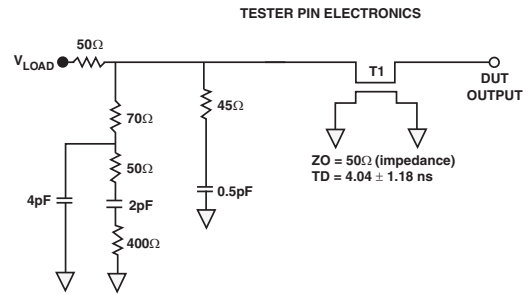 TESTER PIN ELECTRONICS
50Ω
VLOAD
T1
DUT
OUTPUT
70Ω
45Ω
50Ω
ZO = 50Ω (impedance)
TD = 4.04 ± 1.18 ns
4pF
2pF
0.5pF
400Ω